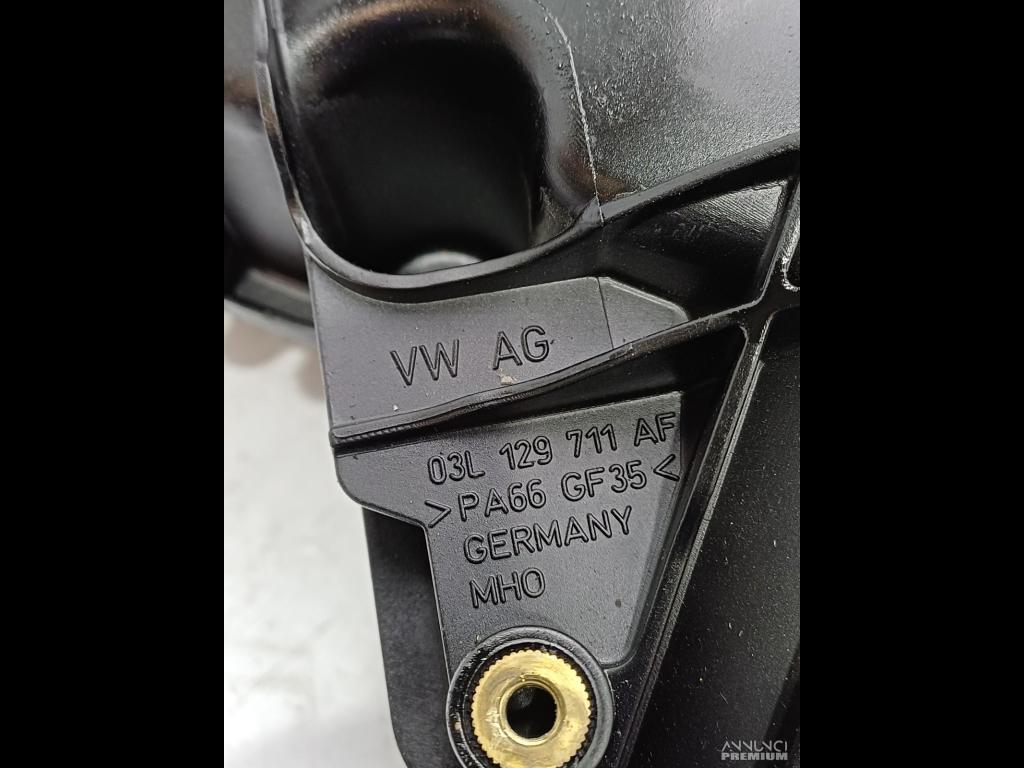 VW AG
03L 129 711 AF
>PA66 GF35<
GERMANY
MHO
ANNUNCI
PREMIUM